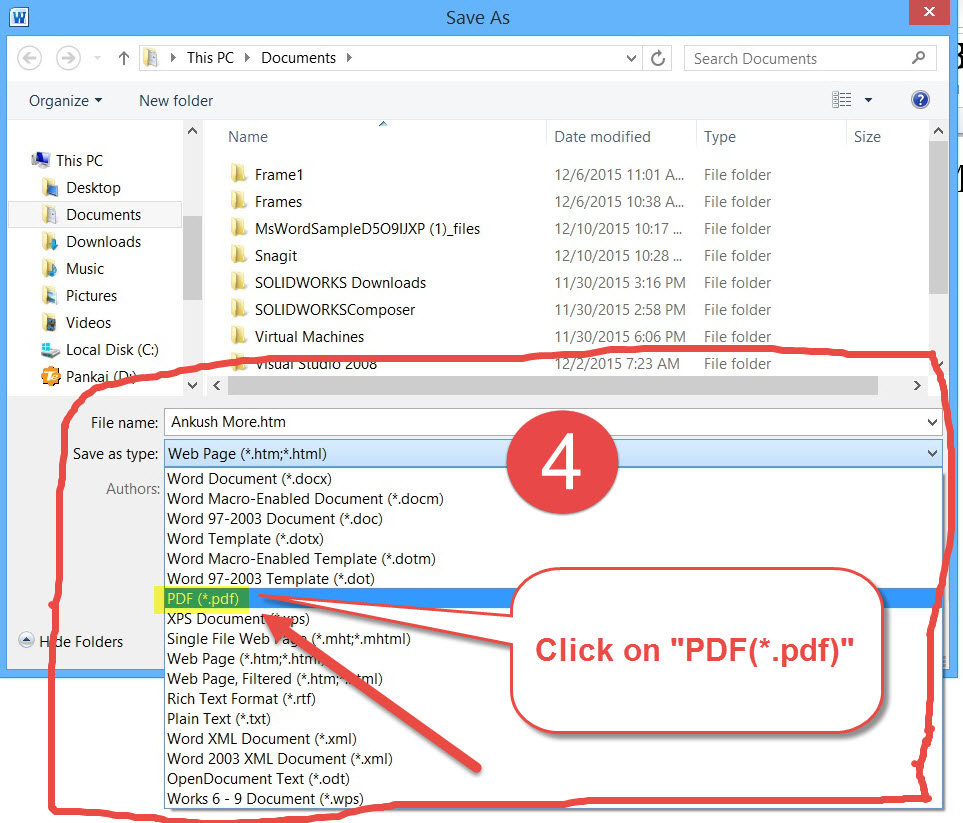 Save As
This PC Documents
Search Documents
Organize New folder
Name Date modified Type Size
This PC
Desktop
Documents
Downloads
Music
Pictures
Videos
Local Disk (C:)
Pankaj (D:)
Frame1 12/6/2015 11:01 A... File folder
Frames 12/6/2015 10:38 A... File folder
MsWordSampleD5O9IJXP (1)_files 12/10/2015 10:17 ... File folder
Snagit 12/10/2015 10:28 ... File folder
SOLIDWORKS Downloads 11/30/2015 3:16 PM File folder
SOLIDWORKSComposer 11/30/2015 2:58 PM File folder
Virtual Machines 11/30/2015 6:06 PM File folder
Visual Studio 2008 12/2/2015 7:23 AM File folder
File name: Ankush More.htm
Save as type: Web Page (*.htm;*.html)
4
Authors:
Word Document (*.docx)
Word Macro-Enabled Document (*.docm)
Word 97-2003 Document (*.doc)
Word Template (*.dotx)
Word Macro-Enabled Template (*.dotm)
Word 97-2003 Template (*.dot)
PDF (*.pdf)
XPS Document (*.xps)
Single File Web Page (*.mht;*.mhtml)
Web Page (*.htm;*.html)
Web Page, Filtered (*.htm;*.html)
Rich Text Format (*.rtf)
Plain Text (*.txt)
Word XML Document (*.xml)
Word 2003 XML Document (*.xml)
OpenDocument Text (*.odt)
Works 6 - 9 Document (*.wps)
Click on "PDF(*.pdf)"
Hide Folders